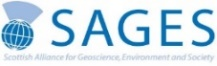 SAGES
Scottish Alliance for Geoscience, Environment and Society